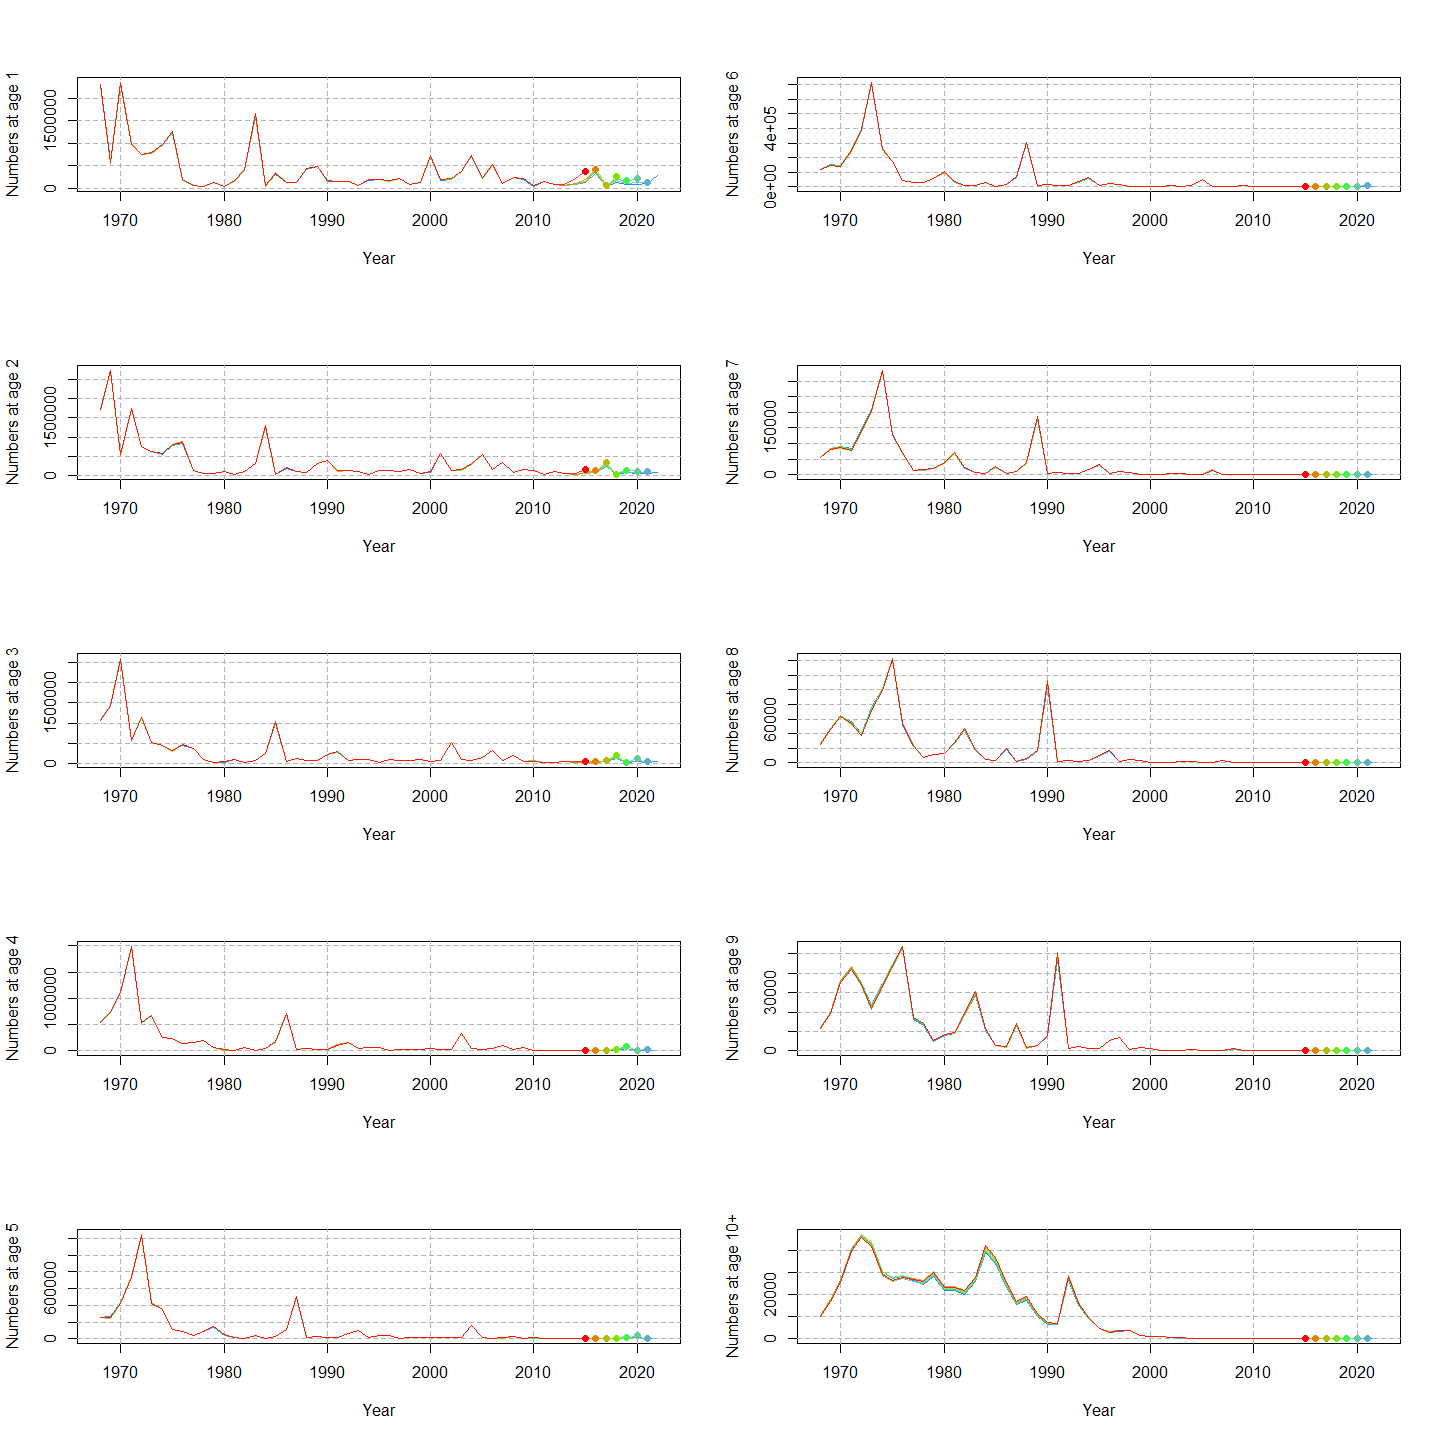 Numbers at age 1
1500000
0
1970 1980 1990 2000 2010 2020
Year
Numbers at age 6
4e+05
0e+00
1970 1980 1990 2000 2010 2020
Year
Numbers at age 2
1500000
0
1970 1980 1990 2000 2010 2020
Year
Numbers at age 7
150000
0
1970 1980 1990 2000 2010 2020
Year
Numbers at age 3
1500000
0
1970 1980 1990 2000 2010 2020
Year
Numbers at age 8
60000
0
1970 1980 1990 2000 2010 2020
Year
Numbers at age 4
1000000
0
1970 1980 1990 2000 2010 2020
Year
Numbers at age 9
30000
0
1970 1980 1990 2000 2010 2020
Year
Numbers at age 5
600000
0
1970 1980 1990 2000 2010 2020
Year
Numbers at age 10+
20000
0
1970 1980 1990 2000 2010 2020
Year